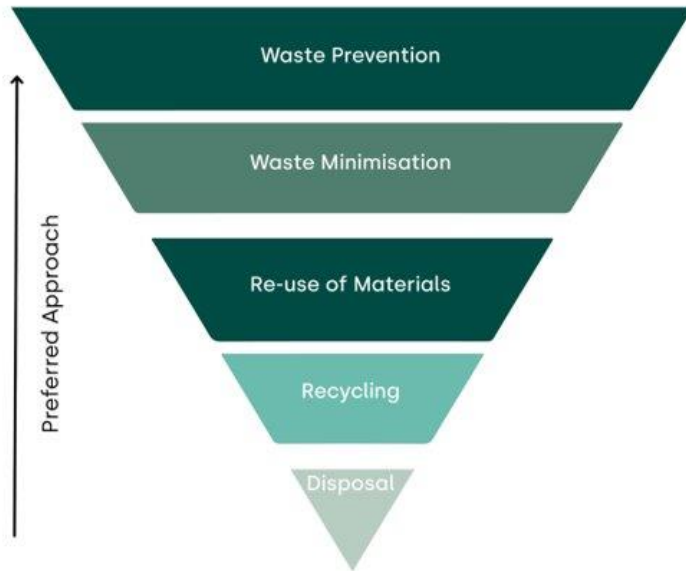 Waste Prevention
Waste Minimisation
Re-use of Materials
Recycling
Disposal
Preferred Approach